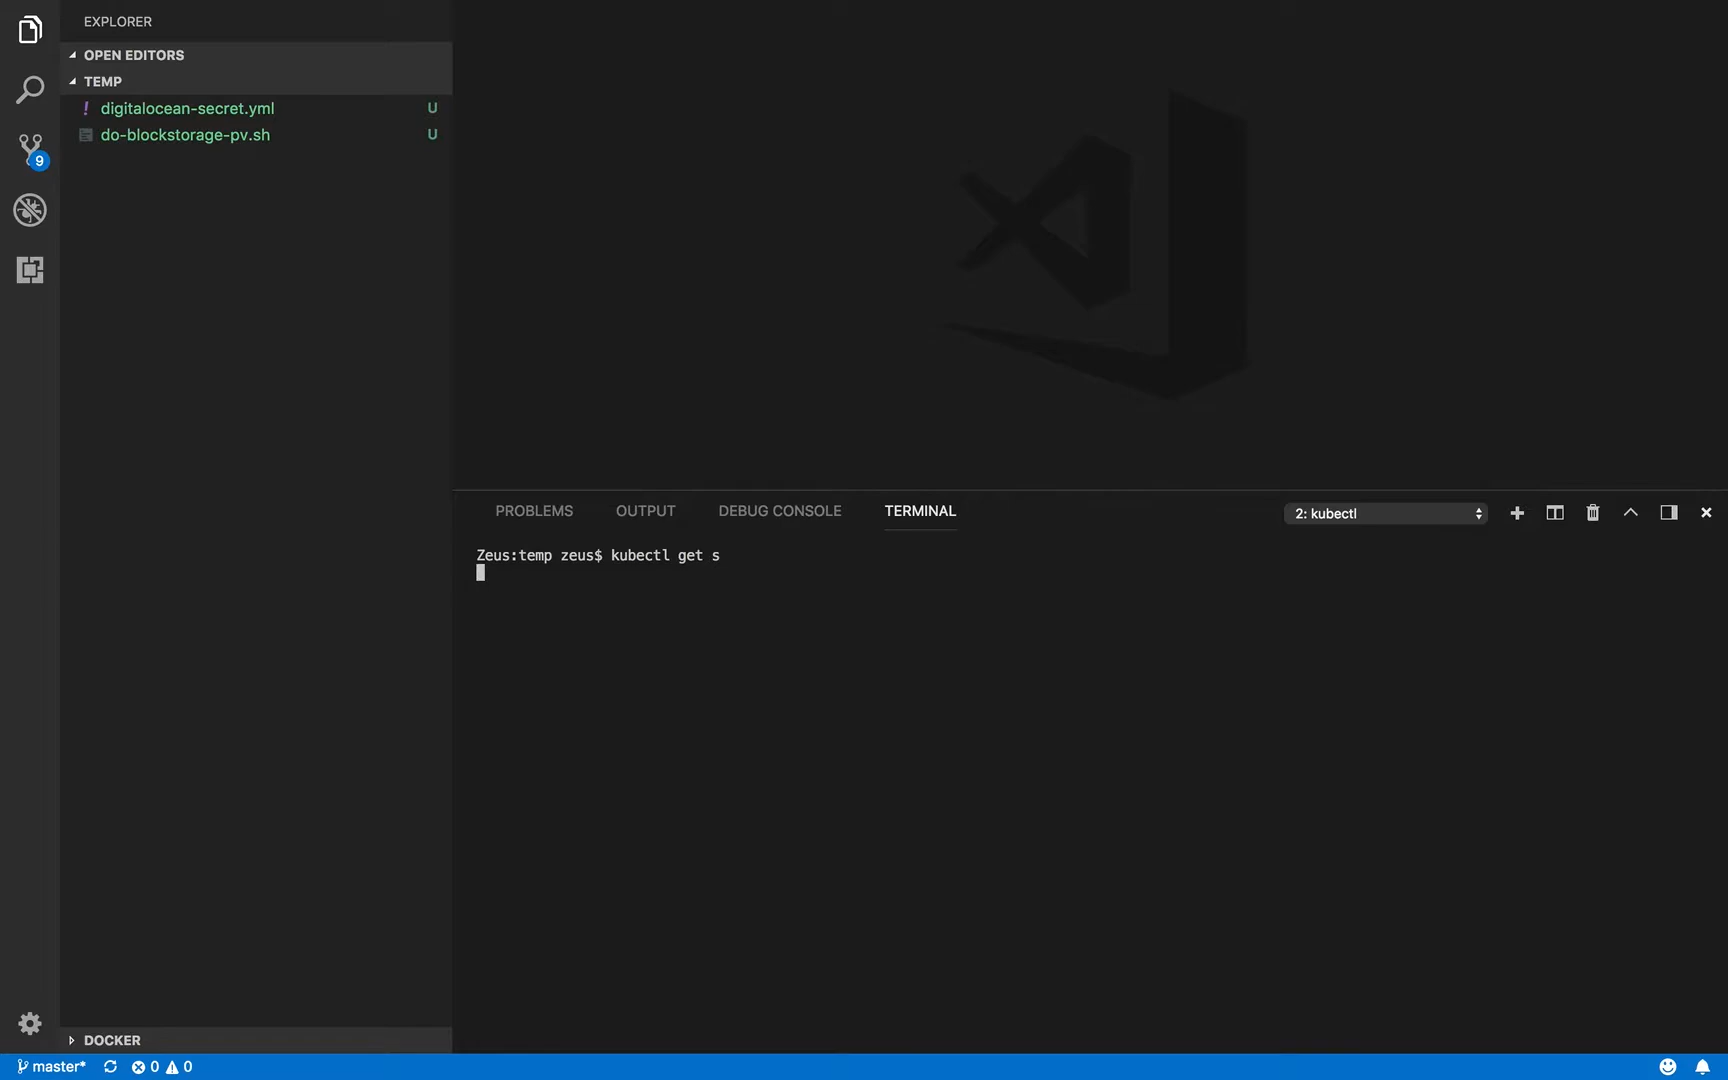 EXPLORER
OPEN EDITORS
TEMP
! digitalocean-secret.yml U
do-blockstorage-pv.sh U
9
PROBLEMS OUTPUT DEBUG CONSOLE TERMINAL 2: kubectl
Zeus:temp zeus$ kubectl get s
DOCKER
master* 0 0